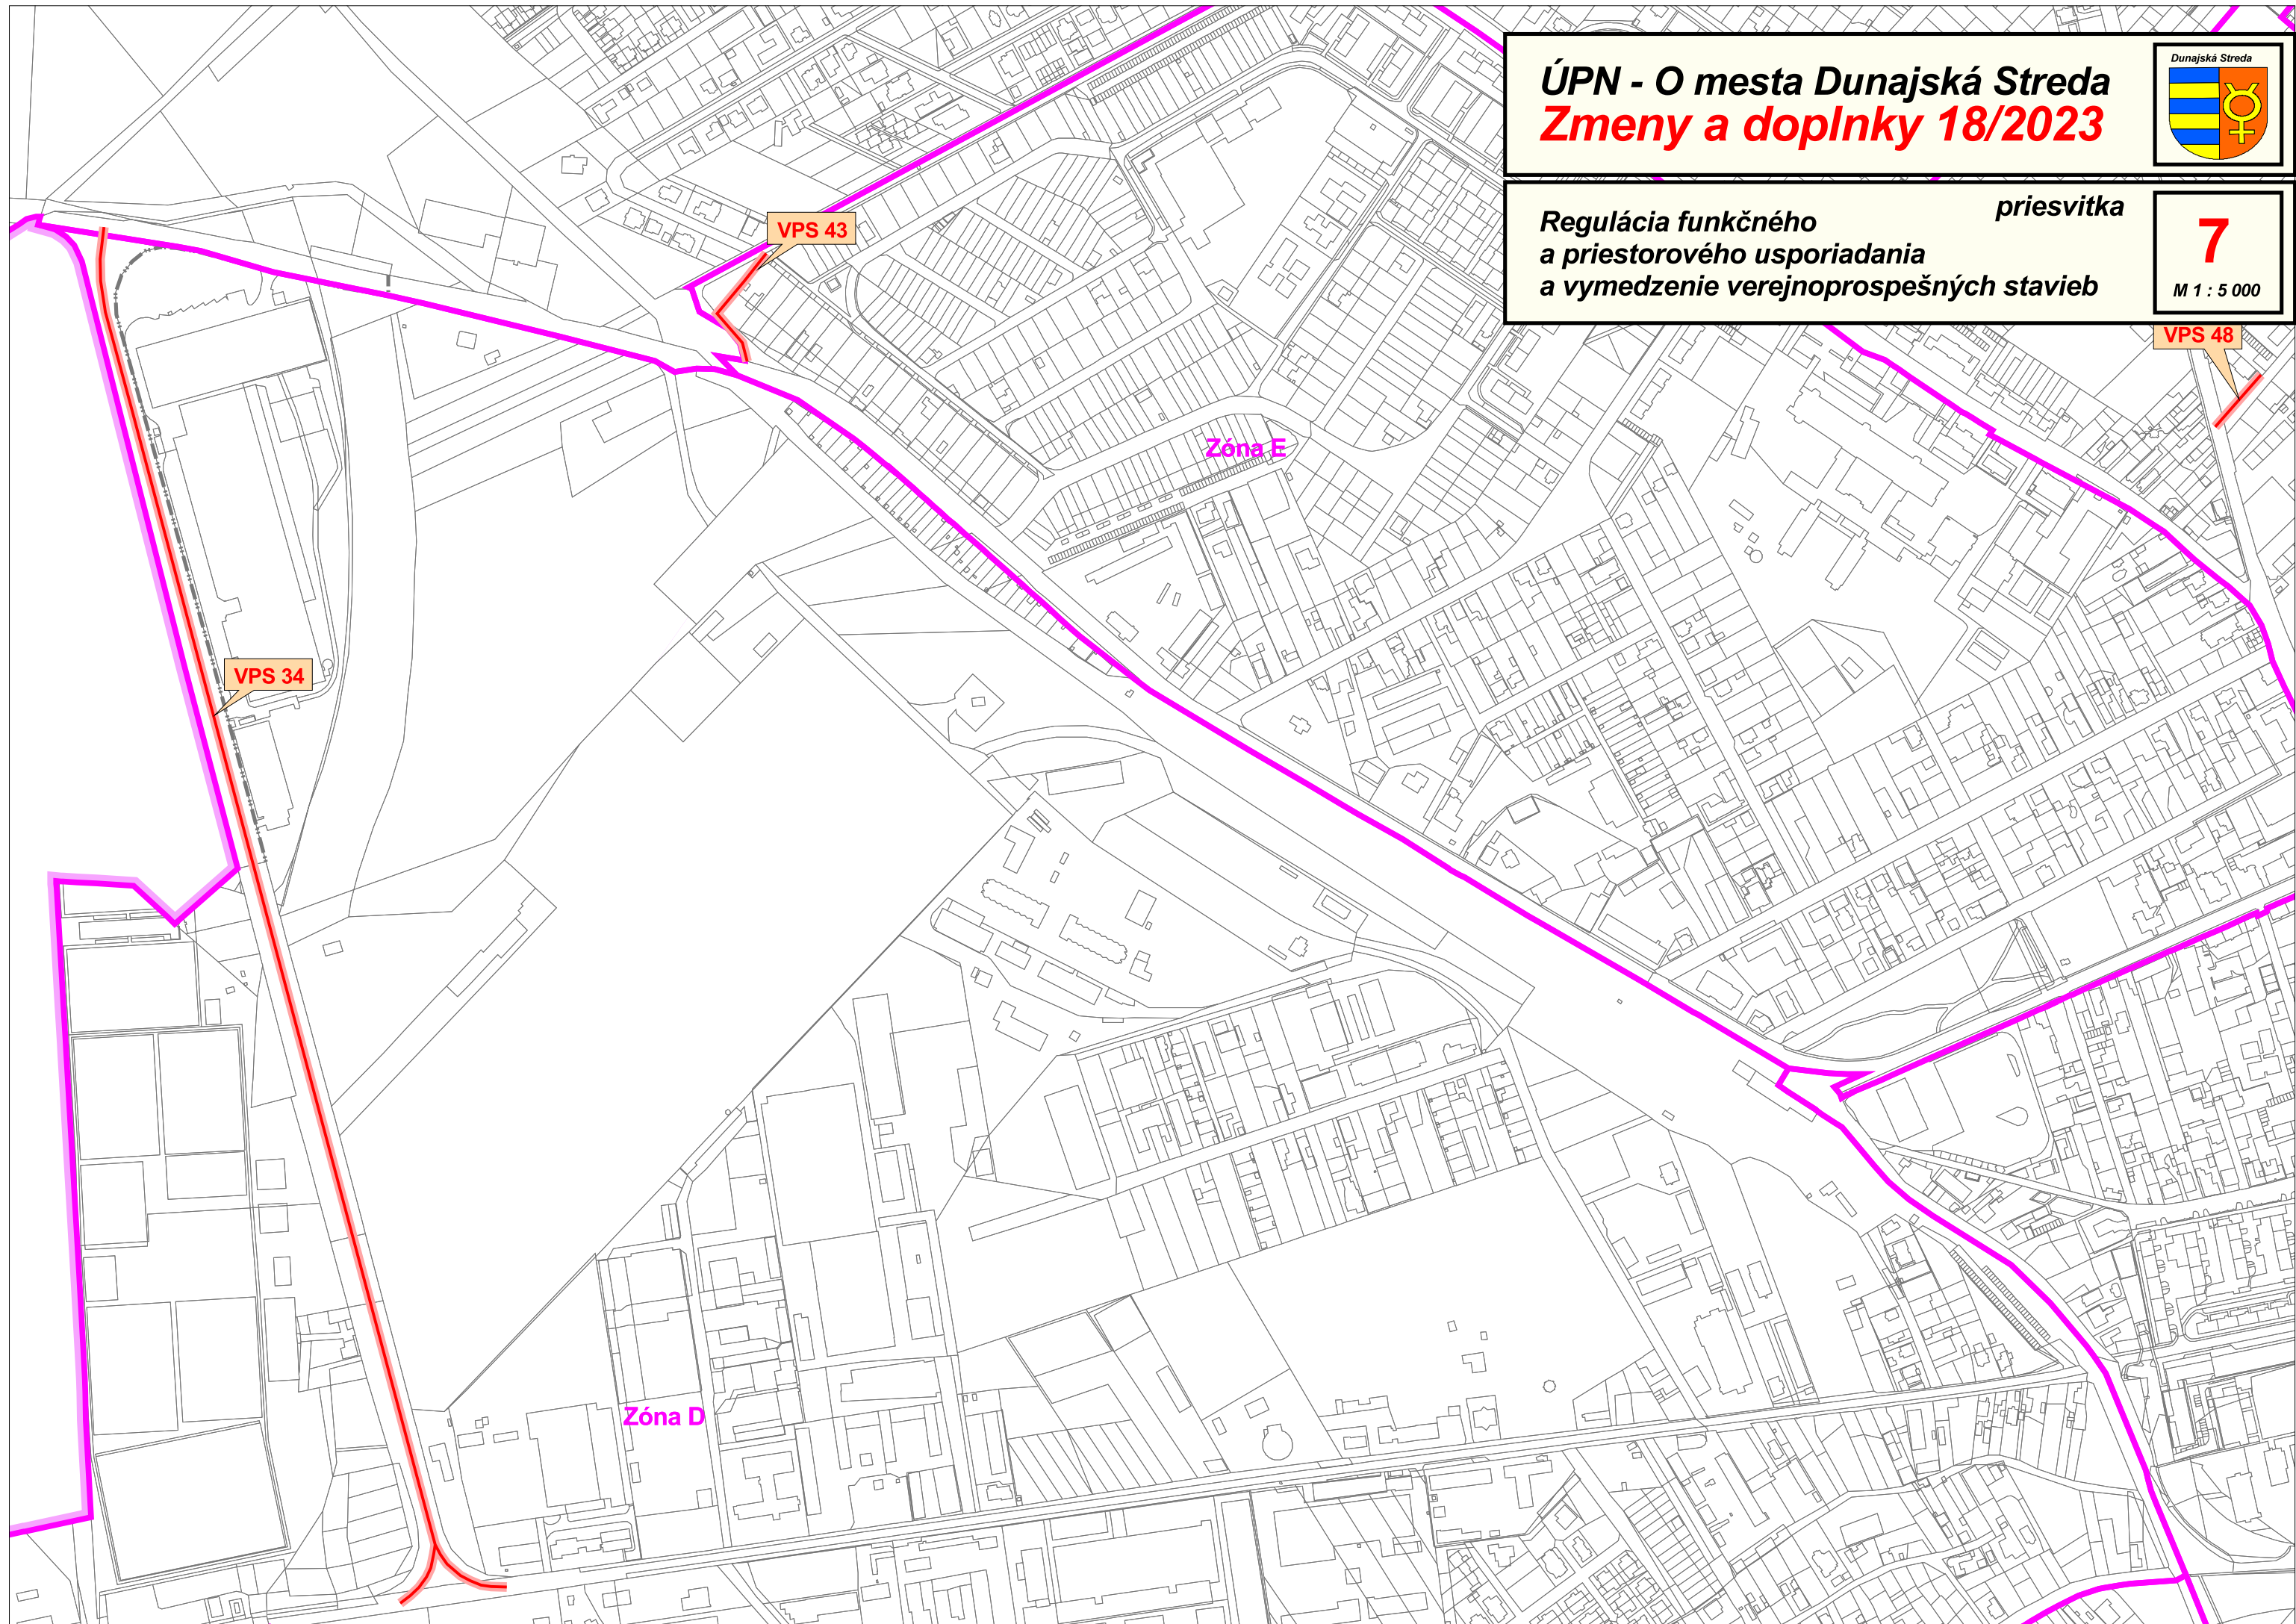 ÚPN - O mesta Dunajská Streda
Zmeny a doplnky 18/2023
Dunajská Streda
priesvitka
Regulácia funkčného
a priestorového usporiadania
a vymedzenie verejnoprospešných stavieb
7
M 1 : 5 000
VPS 43
VPS 48
Zóna E
VPS 34
Zóna D